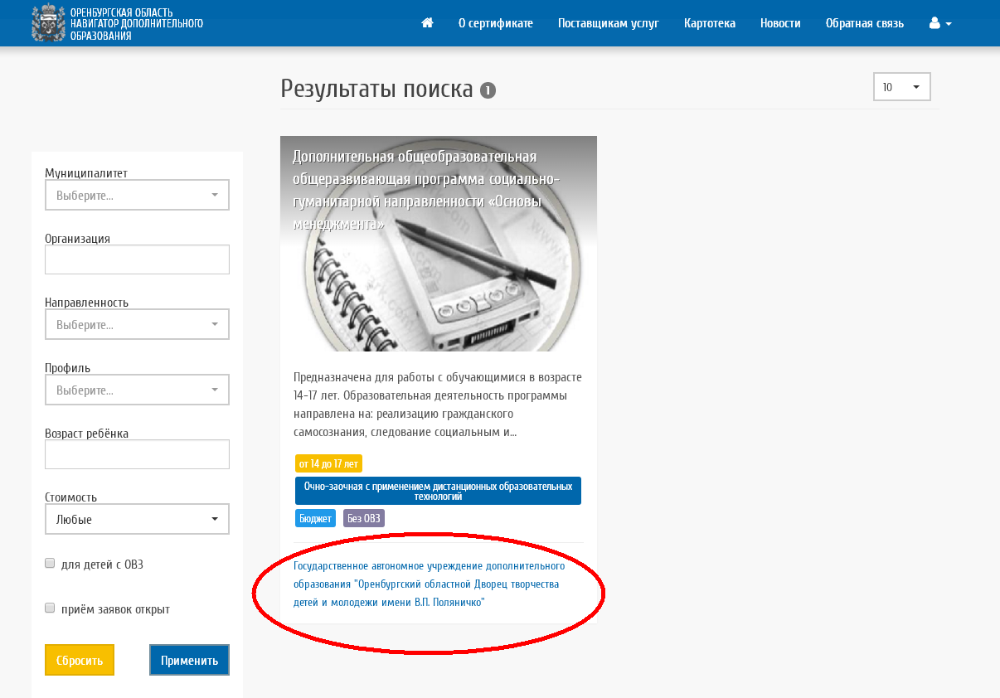 ОРЕНБУРГСКАЯ ОБЛАСТЬ
НАВИГАТОР ДОПОЛНИТЕЛЬНОГО
ОБРАЗОВАНИЯ
О сертификате
Поставщикам услуг
Картотека
Новости
Обратная связь
Результаты поиска 1
10
Муниципалитет
Выберите...
Организация
Направленность
Выберите...
Профиль
Выберите...
Возраст ребёнка
Стоимость
Любые
для детей с ОВЗ
приём заявок открыт
Сбросить
Применить
Дополнительная общеобразовательная
общеразвивающая программа социально-
гуманитарной направленности «Основы
менеджмента»
Предназначена для работы с обучающимися в возрасте
14-17 лет. Образовательная деятельность программы
направлена на: реализацию гражданского
самосознания, следование социальным и...
от 14 до 17 лет
Очно-заочная с применением дистанционных образовательных
технологий
Бюджет
Без ОВЗ
Государственное автономное учреждение дополнительного
образования "Оренбургский областной Дворец творчества
детей и молодежи имени В.П. Поляничко"